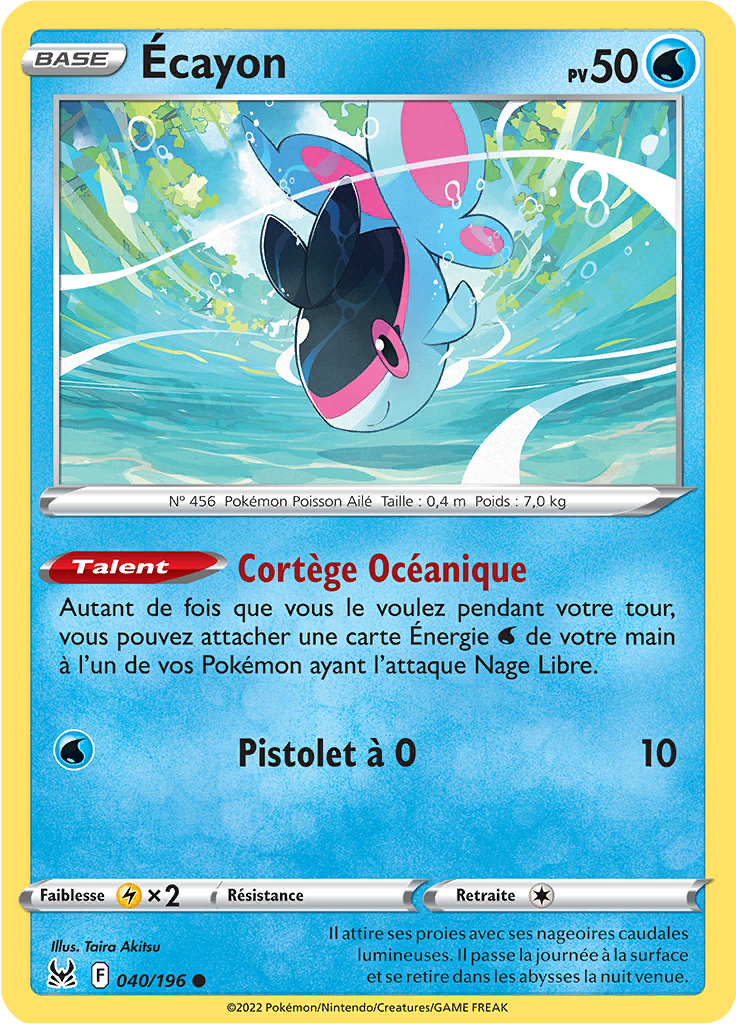 BASE Écayon PV50
N° 456 Pokémon Poisson Ailé Taille : 0,4 m Poids : 7,0 kg
Talent Cortège Océanique
Autant de fois que vous le voulez pendant votre tour,
vous pouvez attacher une carte Énergie de votre main
à l'un de vos Pokémon ayant l'attaque Nage Libre.
Pistolet à O 10
Faiblesse ×2 Résistance Retraite
Illus. Taira Akitsu
Il attire ses proies avec ses nageoires caudales
lumineuses. Il passe la journée à la surface
et se retire dans les abysses la nuit venue.
F 040/196
©2022 Pokémon/Nintendo/Creatures/GAME FREAK